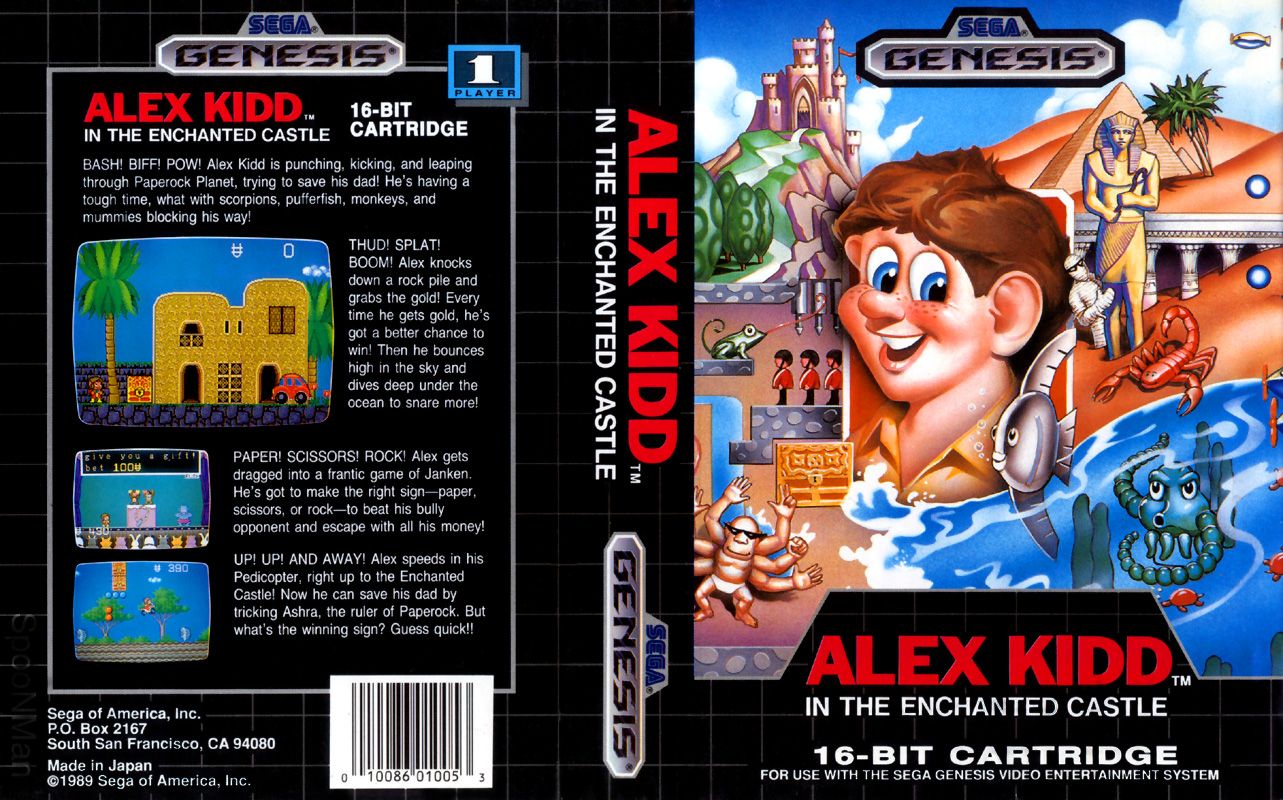 SEGA®
GENESIS®
1
PLAYER
ALEX KIDD™
IN THE ENCHANTED CASTLE
16-BIT
CARTRIDGE
BASH! BIFF! POW! Alex Kidd is punching, kicking, and leaping
through Paperock Planet, trying to save his dad! He's having a
tough time, what with scorpions, pufferfish, monkeys, and
mummies blocking his way!
0
THUD! SPLAT!
BOOM! Alex knocks
down a rock pile and
grabs the gold! Every
time he gets gold, he's
got a better chance to
win! Then he bounces
high in the sky and
dives deep under the
ocean to snare more!
give you a gift!
bet 100
PAPER! SCISSORS! ROCK! Alex gets
dragged into a frantic game of Janken.
He's got to make the right sign—paper,
scissors, or rock—to beat his bully
opponent and escape with all his money!
390
UP! UP! AND AWAY! Alex speeds in his
Pedicopter, right up to the Enchanted
Castle! Now he can save his dad by
tricking Ashra, the ruler of Paperock. But
what's the winning sign? Guess quick!!
Sega of America, Inc.
P.O. Box 2167
South San Francisco, CA 94080
Made in Japan
©1989 Sega of America, Inc.
0 10086 01005 3
SpooNMan
ALEX KIDD™
IN THE ENCHANTED CASTLE
SEGA®
GENESIS®
SEGA®
GENESIS®
ALEX KIDD™
IN THE ENCHANTED CASTLE
16-BIT CARTRIDGE
FOR USE WITH THE SEGA GENESIS VIDEO ENTERTAINMENT SYSTEM